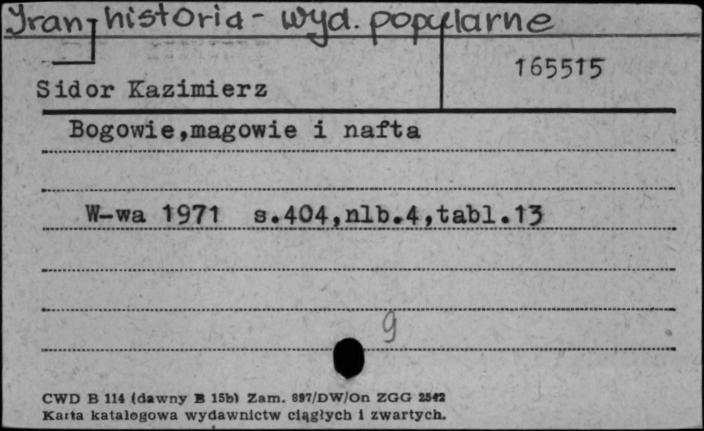 Iran, historia - wyd. popularne
165515
Sidor Kazimierz
Bogowie,magowie i nafta
W-wa 1971 s.404,nlb.4,tabl.13
9
CWD B 114 (dawny B 15b) Zam. 897/DW/On ZGG 2542
Karta katalogowa wydawnictw ciągłych i zwartych.